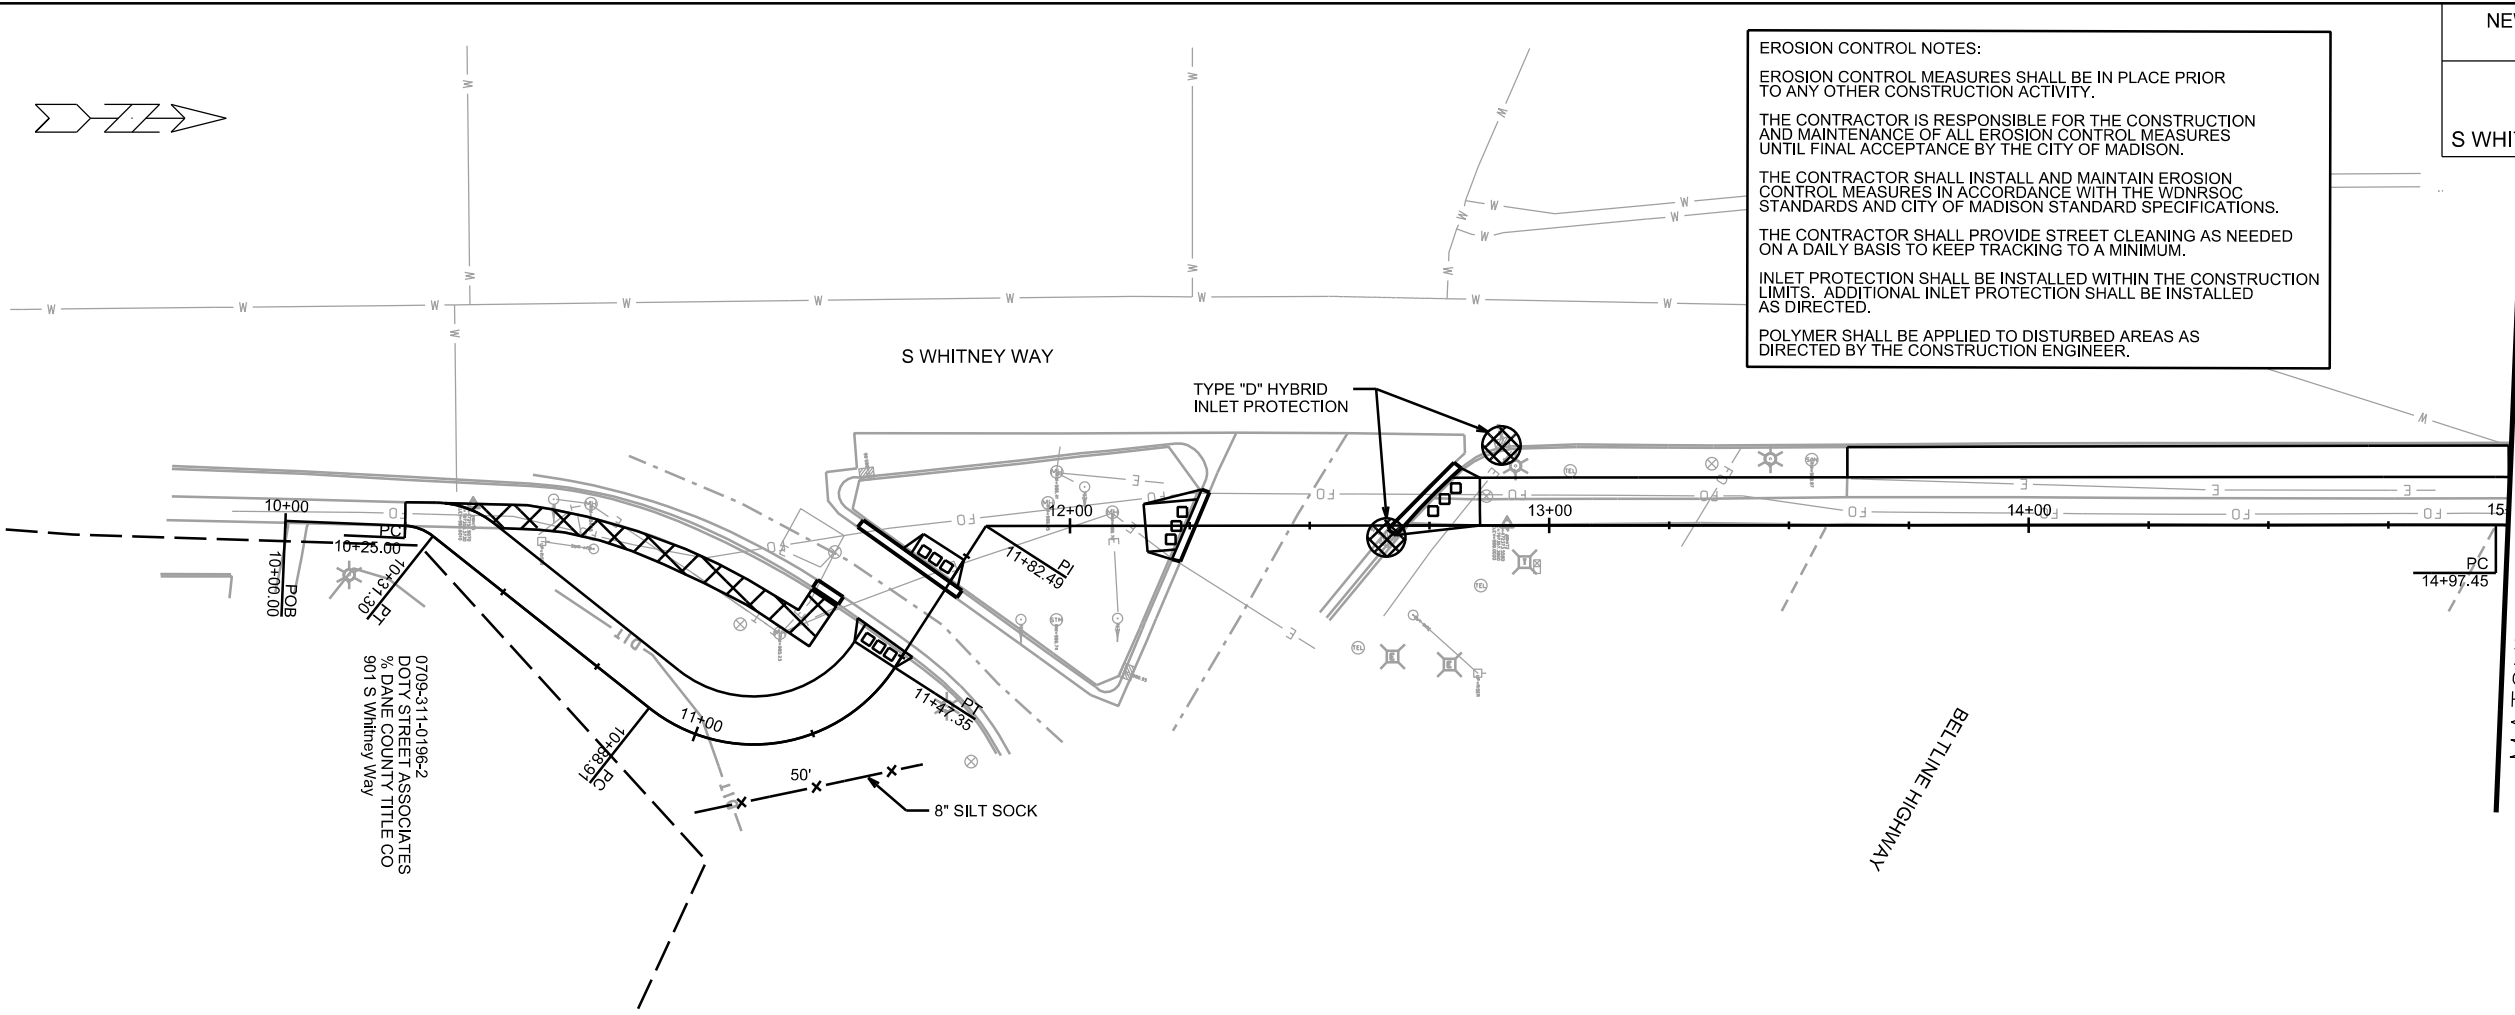 NE
S WHI
EROSION CONTROL NOTES:
EROSION CONTROL MEASURES SHALL BE IN PLACE PRIOR
TO ANY OTHER CONSTRUCTION ACTIVITY.
THE CONTRACTOR IS RESPONSIBLE FOR THE CONSTRUCTION
AND MAINTENANCE OF ALL EROSION CONTROL MEASURES
UNTIL FINAL ACCEPTANCE BY THE CITY OF MADISON.
THE CONTRACTOR SHALL INSTALL AND MAINTAIN EROSION
CONTROL MEASURES IN ACCORDANCE WITH THE WDNRSOC
STANDARDS AND CITY OF MADISON STANDARD SPECIFICATIONS.
THE CONTRACTOR SHALL PROVIDE STREET CLEANING AS NEEDED
ON A DAILY BASIS TO KEEP TRACKING TO A MINIMUM.
INLET PROTECTION SHALL BE INSTALLED WITHIN THE CONSTRUCTION
LIMITS.  ADDITIONAL INLET PROTECTION SHALL BE INSTALLED
AS DIRECTED.
POLYMER SHALL BE APPLIED TO DISTURBED AREAS AS
DIRECTED BY THE CONSTRUCTION ENGINEER.
S WHITNEY WAY
TYPE "D" HYBRID
INLET PROTECTION
10+00
12+00
13+00
14+00
15
POB
10+00.00
PC
10+25.00
PT
10+31.30
PC
10+88.91
11+00
PT
11+47.35
PI
11+82.49
PC
14+97.45
0709-311-0196-2
DOTY STREET ASSOCIATES
% DANE COUNTY TITLE CO
901 S Whitney Way
50'
8" SILT SOCK
BELTLINE HIGHWAY